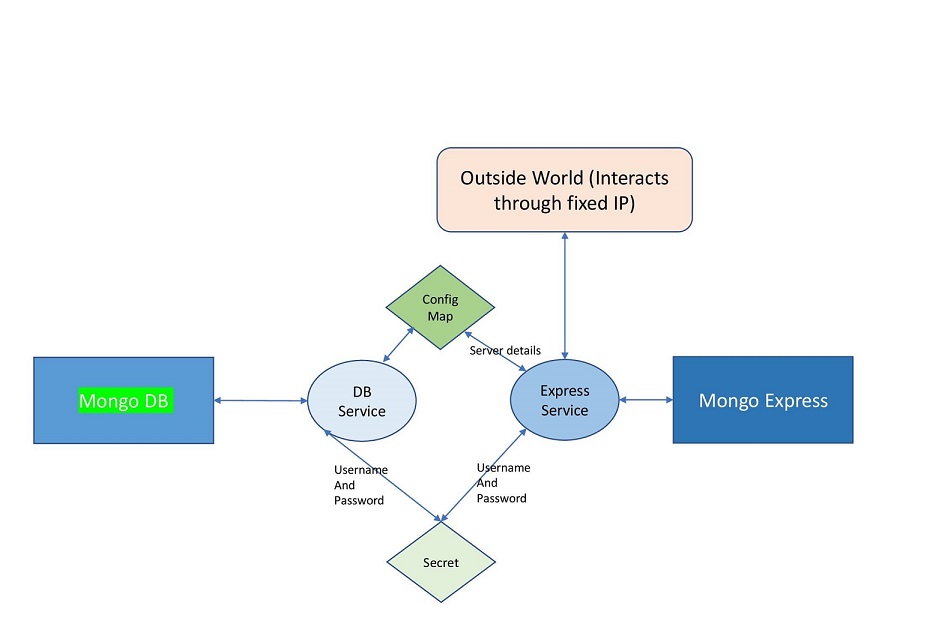 Outside World (Interacts
through fixed IP)
Config
Map
Server details
Mongo DB
DB
Service
Express
Service
Mongo Express
Username
And
Password
Username
And
Password
Secret